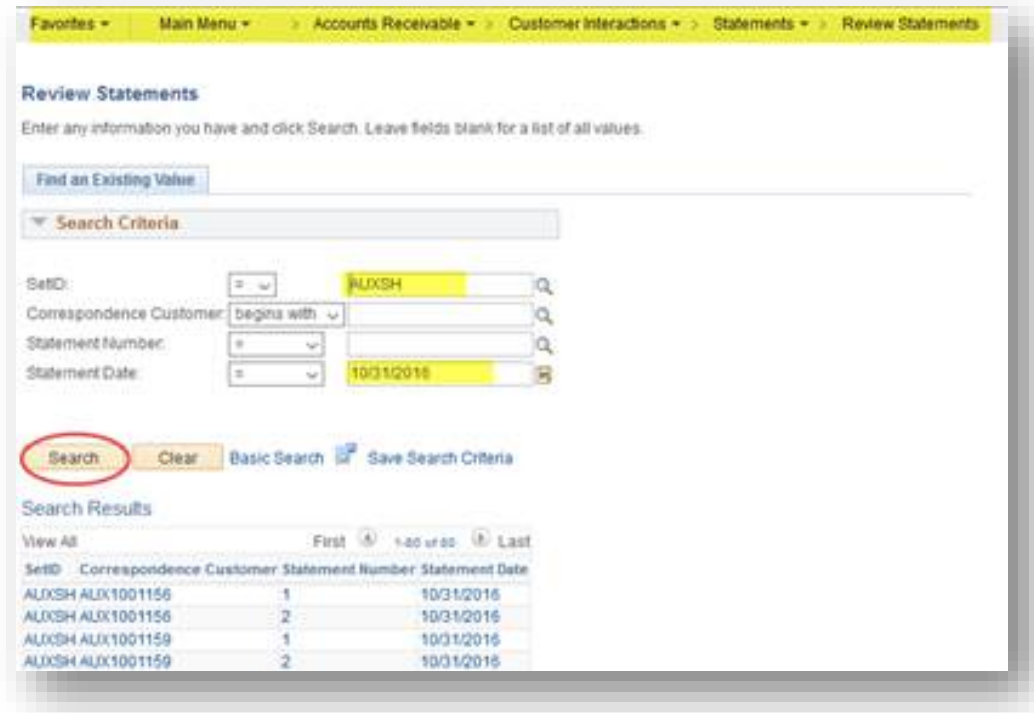 Favorites Main Menu > Accounts Receivable > Customer Interactions > Statements > Review Statements
Review Statements
Enter any information you have and click Search. Leave fields blank for a list of all values.
Find an Existing Value
Search Criteria
SetID: = AUXSH
Correspondence Customer: begins with
Statement Number: =
Statement Date: = 10/31/2016
Search Clear Basic Search Save Search Criteria
Search Results
View All First of Last
SetID Correspondence Customer Statement Number Statement Date
AUXSH AUX1001156 1 10/31/2016
AUXSH AUX1001156 2 10/31/2016
AUXSH AUX1001159 1 10/31/2016
AUXSH AUX1001159 2 10/31/2016